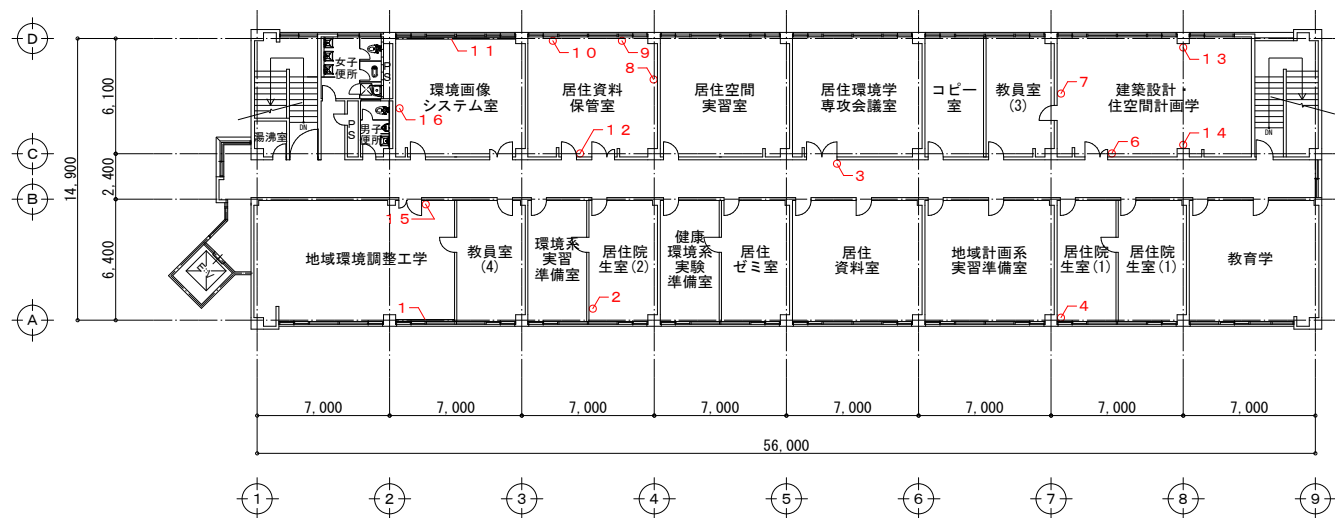 D
C
B
A
14,900
6,100
2,400
6,400
女子
便所
PS
PS
男子
便所
湯沸室
DN
環境画像
システム室
11
16
居住資料
保管室
10
9
8
12
居住空間
実習室
居住環境学
専攻会議室
3
コピー
室
教員室
(3)
建築設計・
住空間計画学
7
6
13
14
DN
EV
地域環境調整工学
15
1
教員室
(4)
環境系
実習
準備室
居住院
生室(2)
2
健康
環境系
実験
準備室
居住
ゼミ室
居住
資料室
地域計画系
実習準備室
居住院
生室(1)
4
居住院
生室(1)
教育学
7,000
7,000
7,000
7,000
7,000
7,000
7,000
7,000
56,000
1
2
3
4
5
6
7
8
9